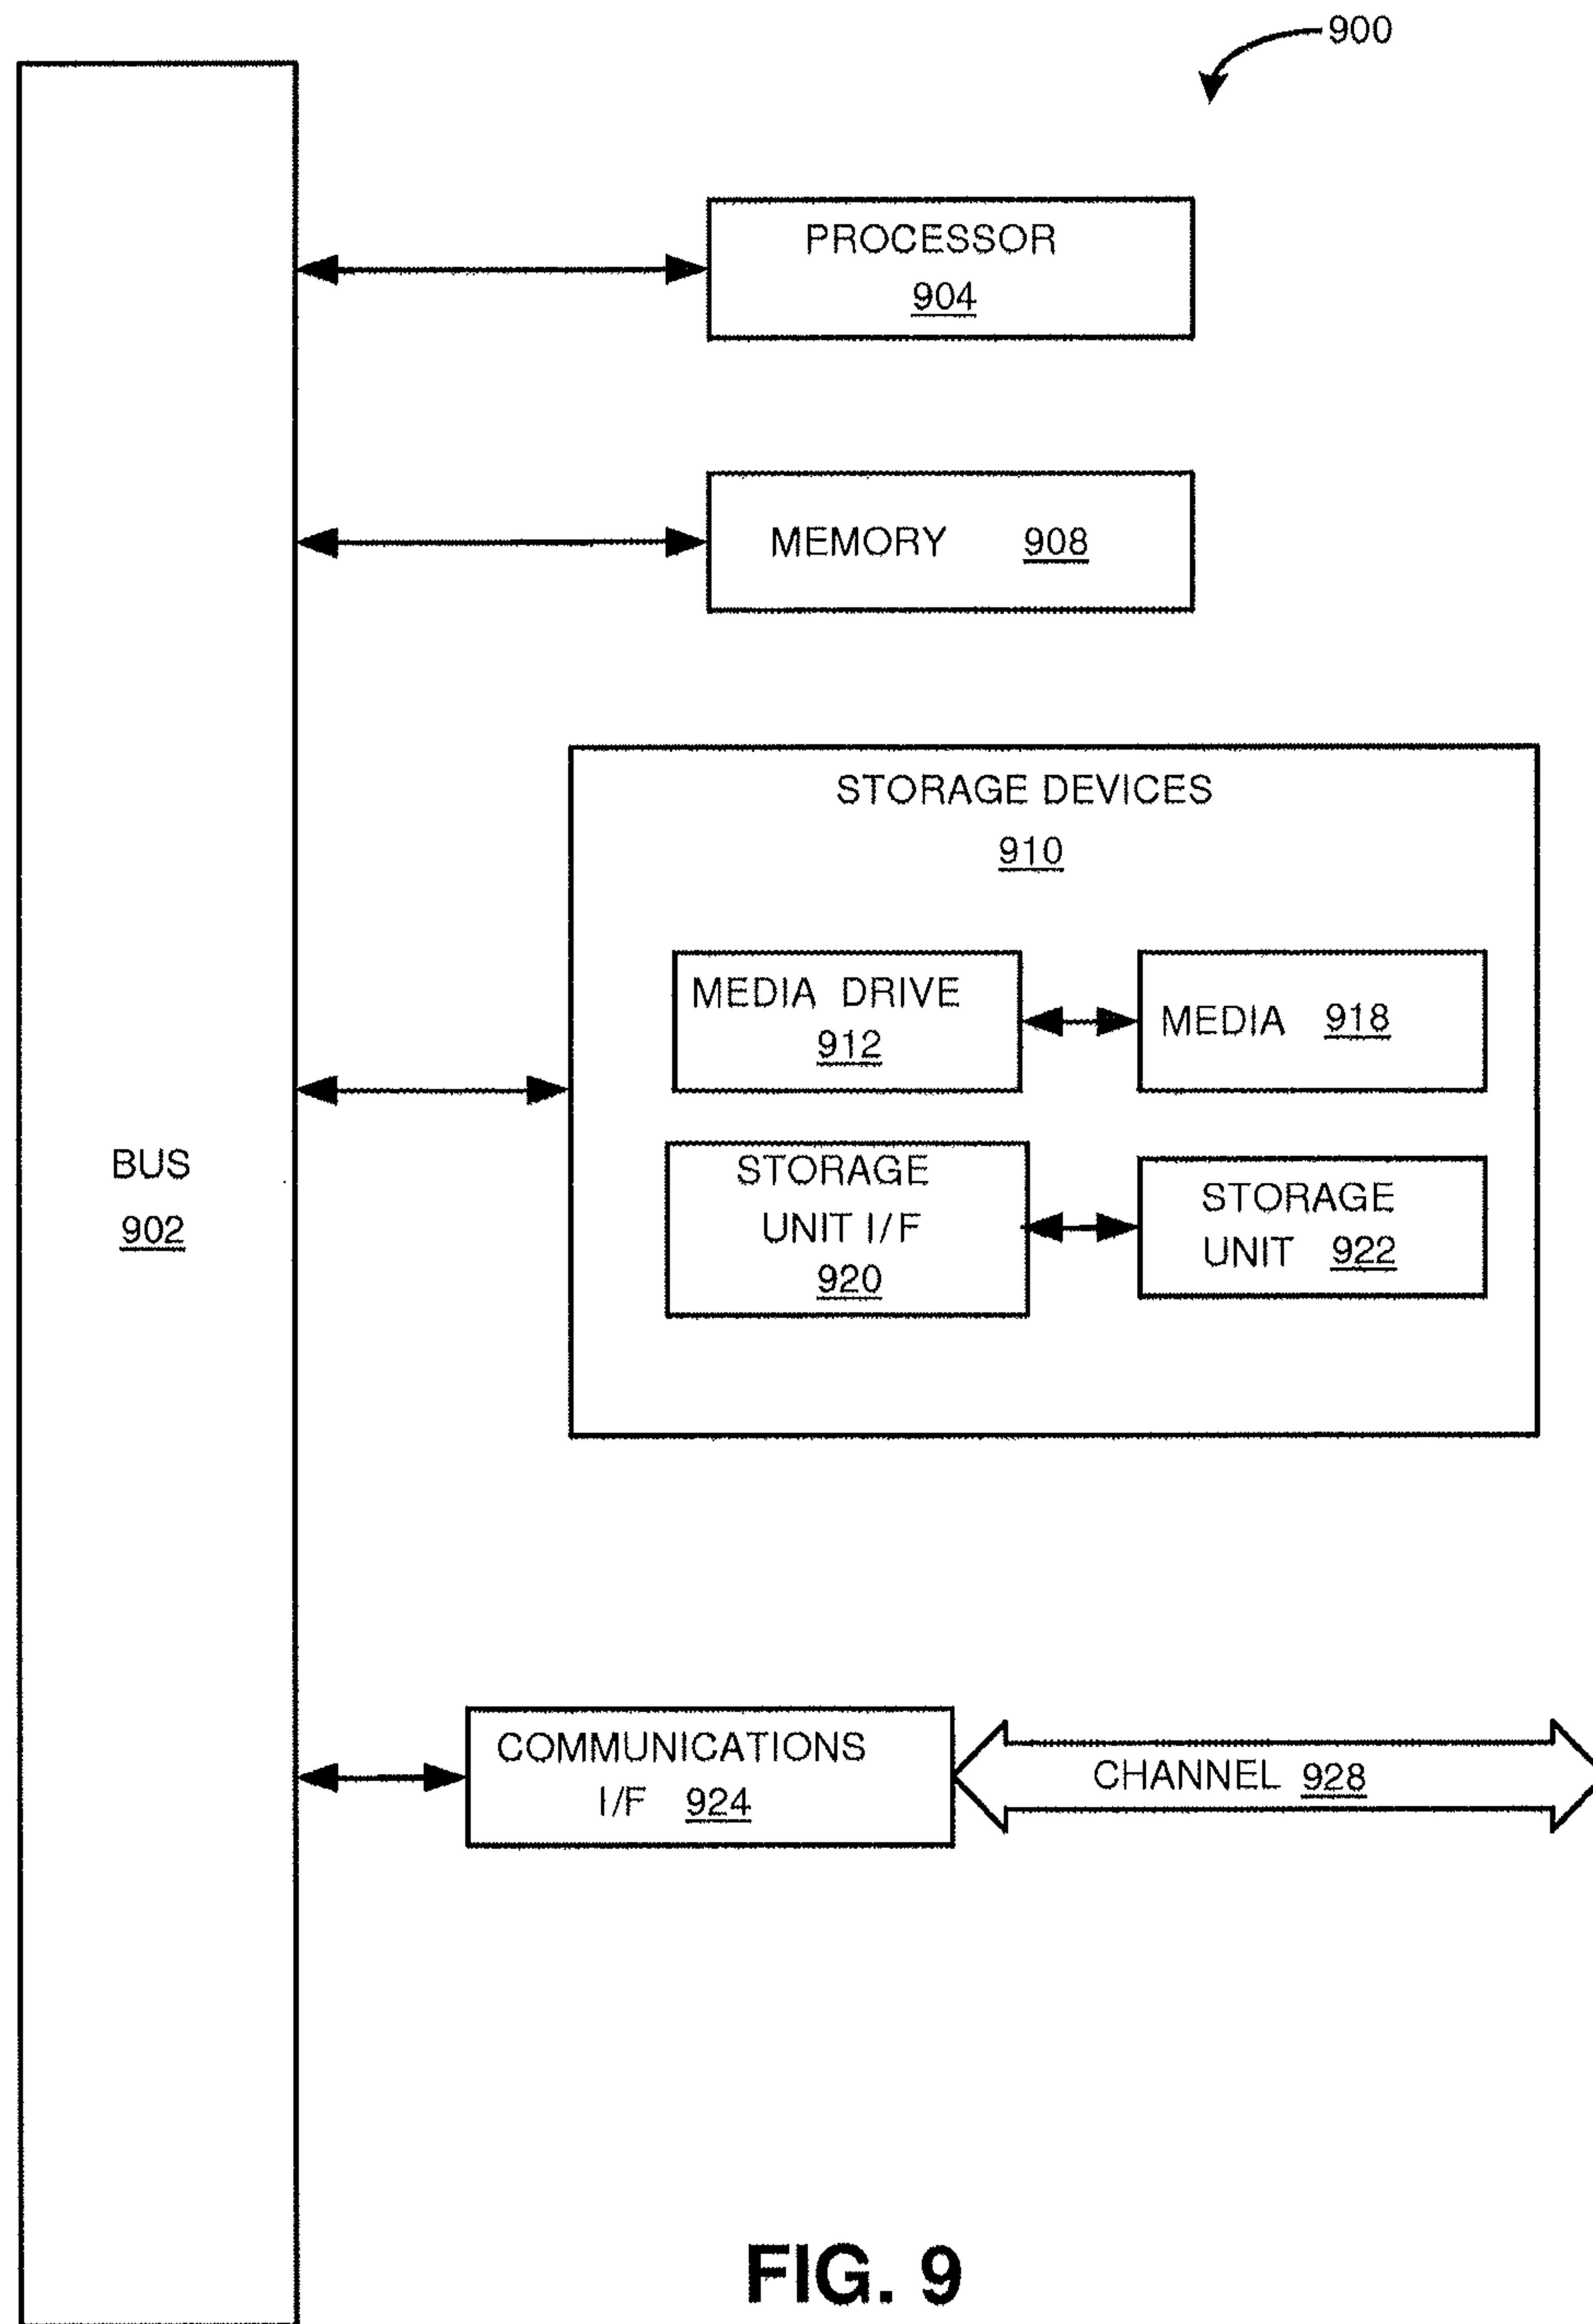 900
PROCESSOR
904
MEMORY 908
STORAGE DEVICES
910
MEDIA DRIVE
912
MEDIA 918
BUS
902
STORAGE
UNIT I/F
920
STORAGE
UNIT 922
COMMUNICATIONS
I/F 924
CHANNEL 928
FIG. 9